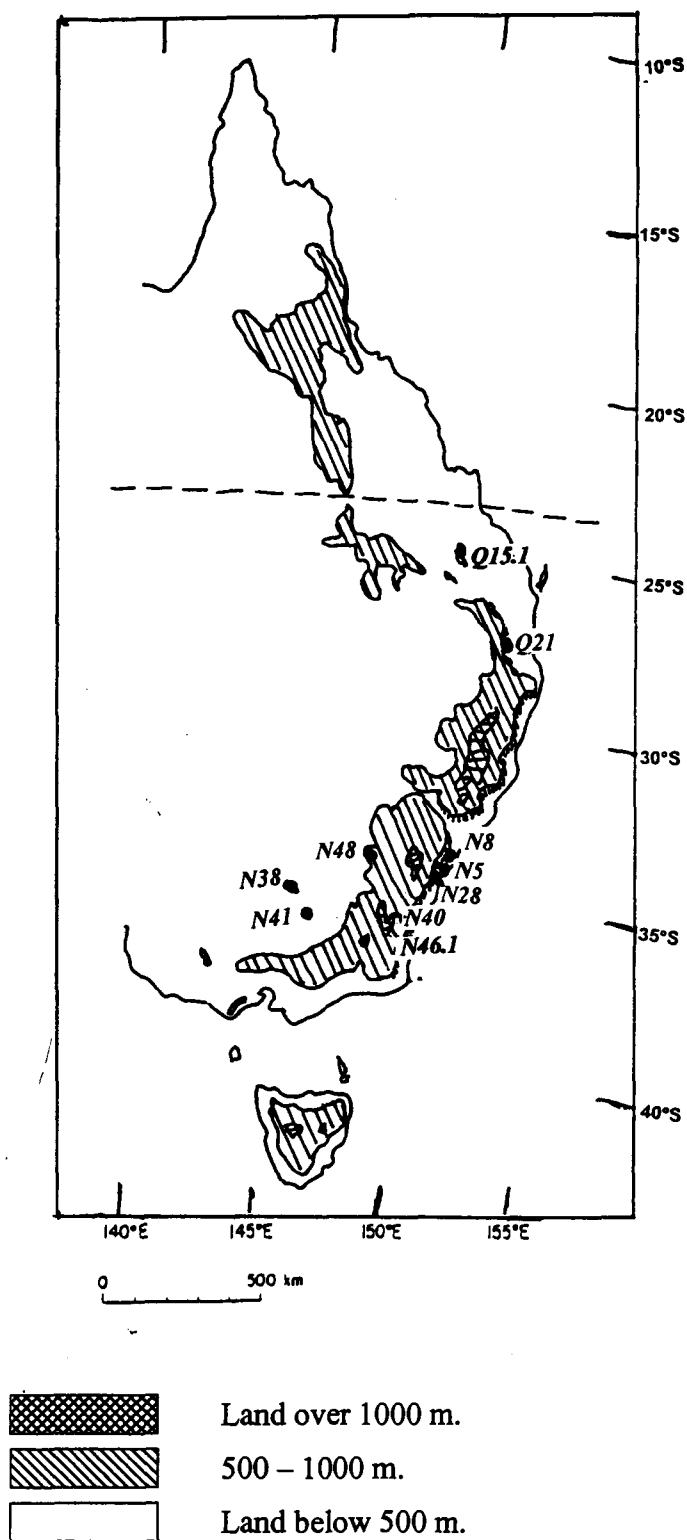 10°S
15°S
20°S
Q15.1
25°S
Q21
30°S
N8
N48
N5
N38
N28
N41
N40
35°S
N46.1
40°S
140°E 145°E 150°E 155°E
0 500 km
Land over 1000 m.
500 – 1000 m.
Land below 500 m.